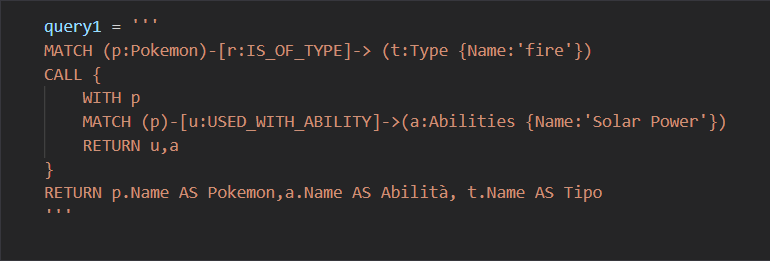 query1 = '''
MATCH (p:Pokemon)-[r:IS_OF_TYPE]-> (t:Type {Name:'fire'})
CALL {
    WITH p
    MATCH (p)-[u:USED_WITH_ABILITY]->(a:Abilities {Name:'Solar Power'})
    RETURN u,a
}
RETURN p.Name AS Pokemon,a.Name AS Abilità, t.Name AS Tipo
'''